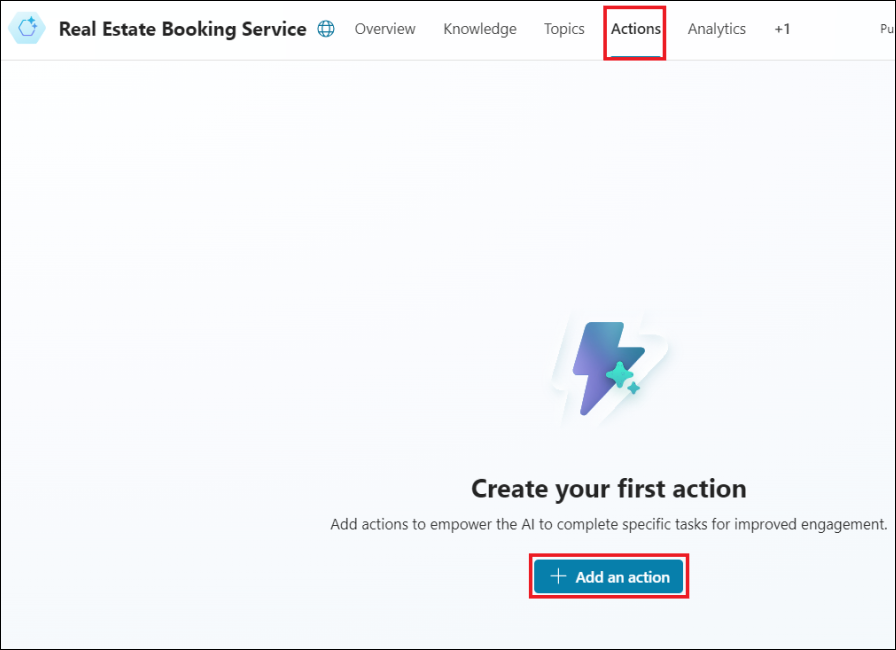 Real Estate Booking Service Overview Knowledge Topics Actions Analytics +1 Pu
Create your first action
Add actions to empower the AI to complete specific tasks for improved engagement.
+ Add an action